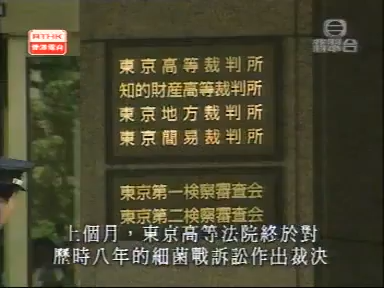 RTHK
香港電台
翡翠台
東京高等裁判所
知的財産高等裁判所
東京地方裁判所
東京簡易裁判所
東京第一検察審査会
東京第二検察審査会
上個月，東京高等法院終於對
歷時八年的細菌戰訴訟作出裁決